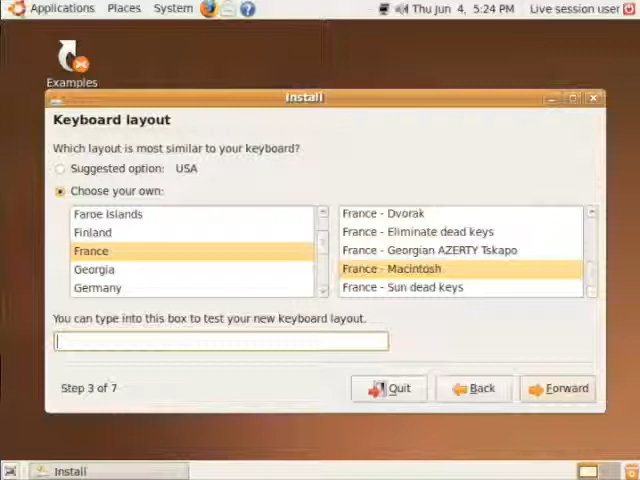 Applications Places System Thu Jun 4, 5:24 PM Live session user
Examples
Install
Keyboard layout
Which layout is most similar to your keyboard?
Suggested option: USA
Choose your own:
Faroe Islands
Finland
France
Georgia
Germany
France - Dvorak
France - Eliminate dead keys
France - Georgian AZERTY Tskapo
France - Macintosh
France - Sun dead keys
You can type into this box to test your new keyboard layout.
Step 3 of 7
Quit
Back
Forward
Install